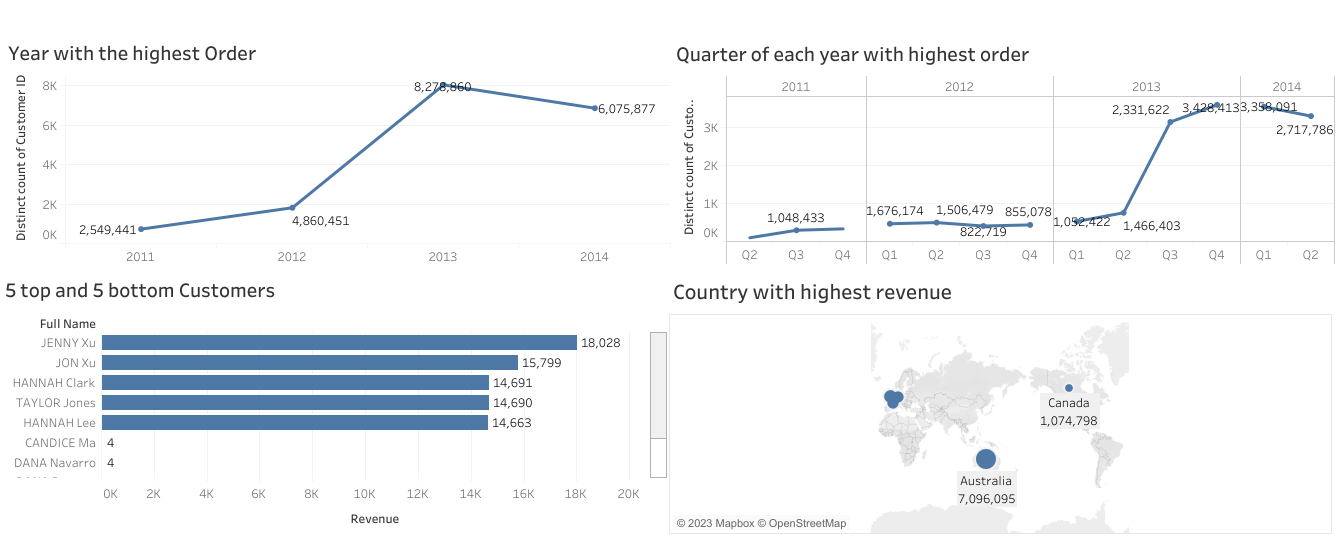 Year with the highest Order
Distinct count of Customer ID
8K
6K
4K
2K
0K
2,549,441
4,860,451
8,278,860
6,075,877
2011
2012
2013
2014
Quarter of each year with highest order
Distinct count of Custo..
2011
2012
2013
2014
3K
2K
1K
0K
1,048,433
1,676,174
1,506,479
822,719
855,078
1,052,422
1,466,403
2,331,622
3,428,413
3,358,091
2,717,786
Q2
Q3
Q4
Q1
Q2
Q3
Q4
Q1
Q2
Q3
Q4
Q1
Q2
5 top and 5 bottom Customers
Full Name
JENNY Xu 18,028
JON Xu 15,799
HANNAH Clark 14,691
TAYLOR Jones 14,690
HANNAH Lee 14,663
CANDICE Ma 4
DANA Navarro 4
0K
2K
4K
6K
8K
10K
12K
14K
16K
18K
20K
Revenue
Country with highest revenue
Canada
1,074,798
Australia
7,096,095
© 2023 Mapbox © OpenStreetMap